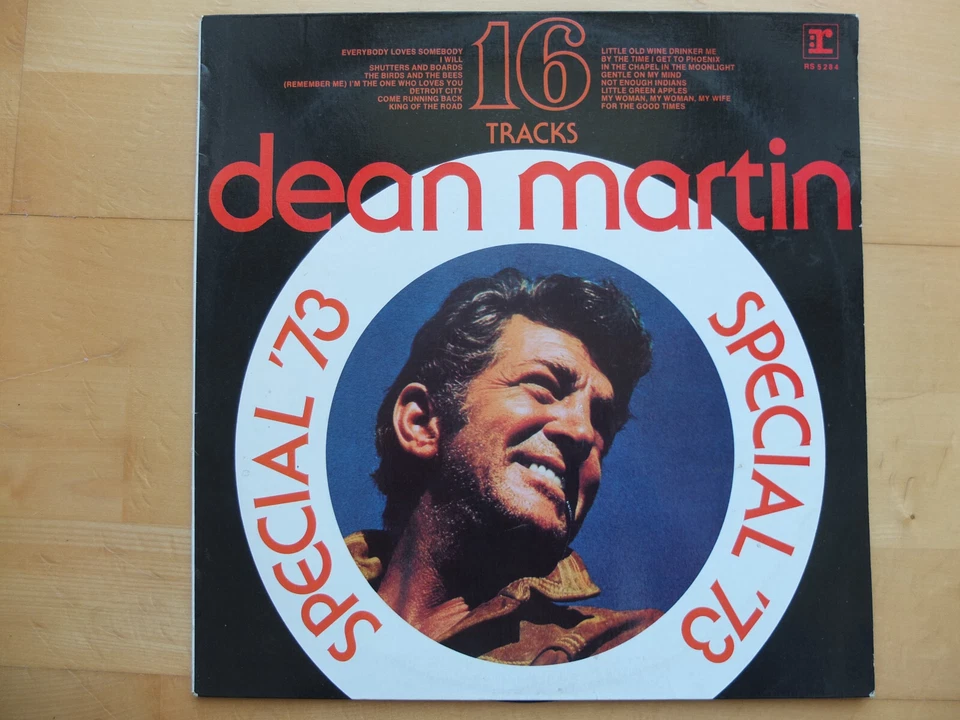 16
TRACKS
EVERYBODY LOVES SOMEBODY
I WILL
SHUTTERS AND BOARDS
THE BIRDS AND THE BEES
(REMEMBER ME) I'M THE ONE WHO LOVES YOU
DETROIT CITY
COME RUNNING BACK
KING OF THE ROAD
LITTLE OLD WINE DRINKER ME
BY THE TIME I GET TO PHOENIX
IN THE CHAPEL IN THE MOONLIGHT
GENTLE ON MY MIND
NOT ENOUGH INDIANS
LITTLE GREEN APPLES
MY WOMAN, MY WOMAN, MY WIFE
FOR THE GOOD TIMES
r
RS 5284
dean martin
SPECIAL '73
SPECIAL '73